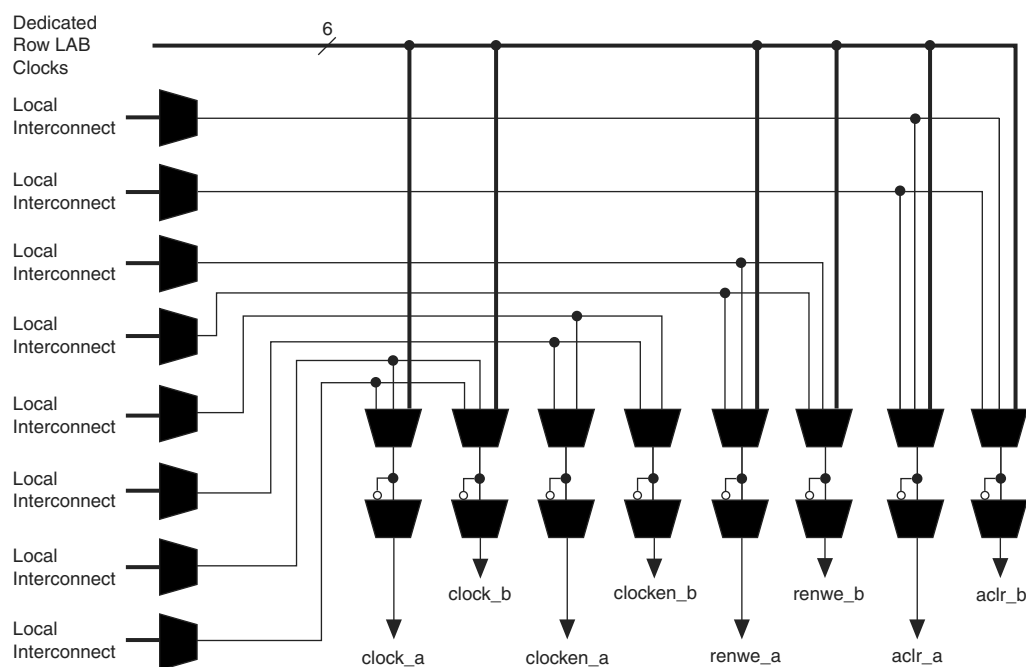 Dedicated
Row LAB
Clocks
6
Local
Interconnect
Local
Interconnect
Local
Interconnect
Local
Interconnect
Local
Interconnect
Local
Interconnect
Local
Interconnect
Local
Interconnect
clock_b
clocken_b
renwe_b
aclr_b
clock_a
clocken_a
renwe_a
aclr_a